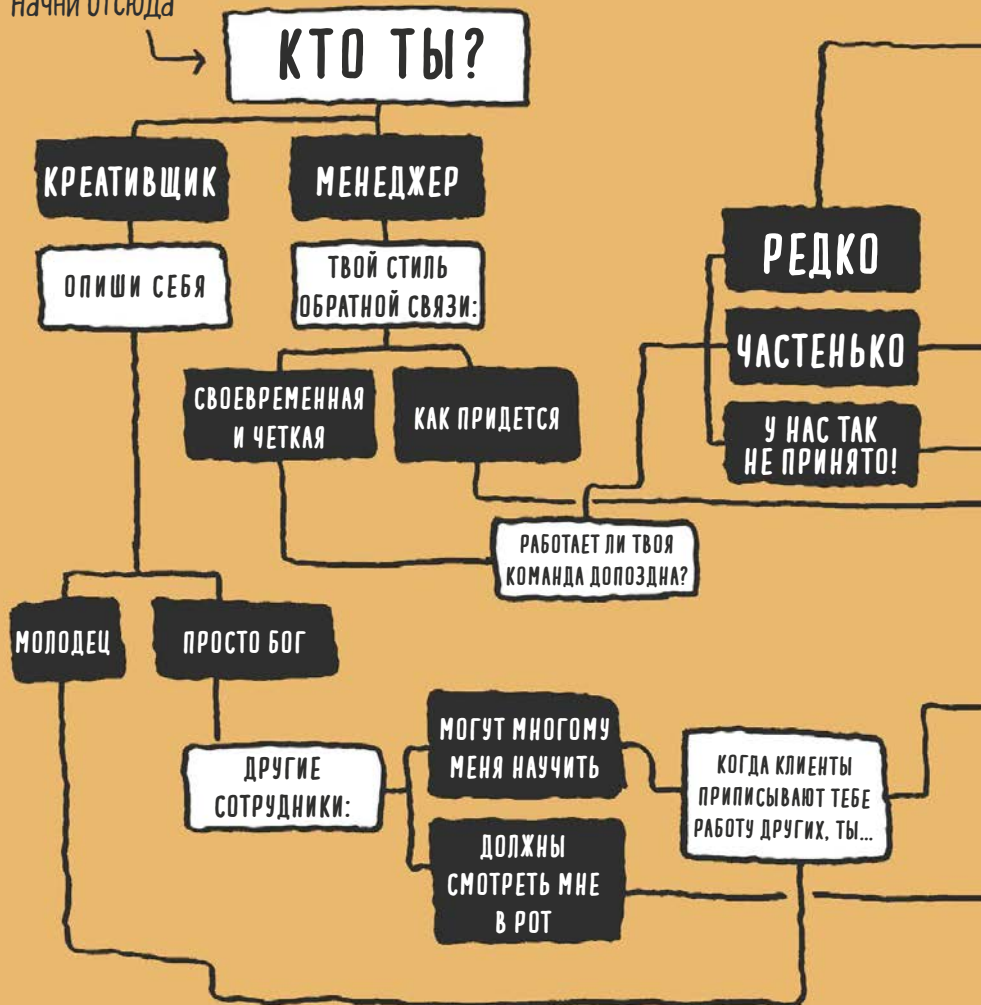 НАЧНИ ОТСЮДА
КТО ТЫ?
КРЕАТИВЩИК
МЕНЕДЖЕР
ОПИШИ СЕБЯ
ТВОЙ СТИЛЬ
ОБРАТНОЙ СВЯЗИ:
РЕДКО
ЧАСТЕНЬКО
У НАС ТАК
НЕ ПРИНЯТО!
СВОЕВРЕМЕННАЯ
И ЧЕТКАЯ
КАК ПРИДЕТСЯ
РАБОТАЕТ ЛИ ТВОЯ
КОМАНДА ДОПОЗДНА?
МОЛОДЕЦ
ПРОСТО БОГ
ДРУГИЕ
СОТРУДНИКИ:
МОГУТ МНОГОМУ
МЕНЯ НАУЧИТЬ
ДОЛЖНЫ
СМОТРЕТЬ МНЕ
В РОТ
КОГДА КЛИЕНТЫ
ПРИПИСЫВАЮТ ТЕБЕ
РАБОТУ ДРУГИХ, ТЫ...